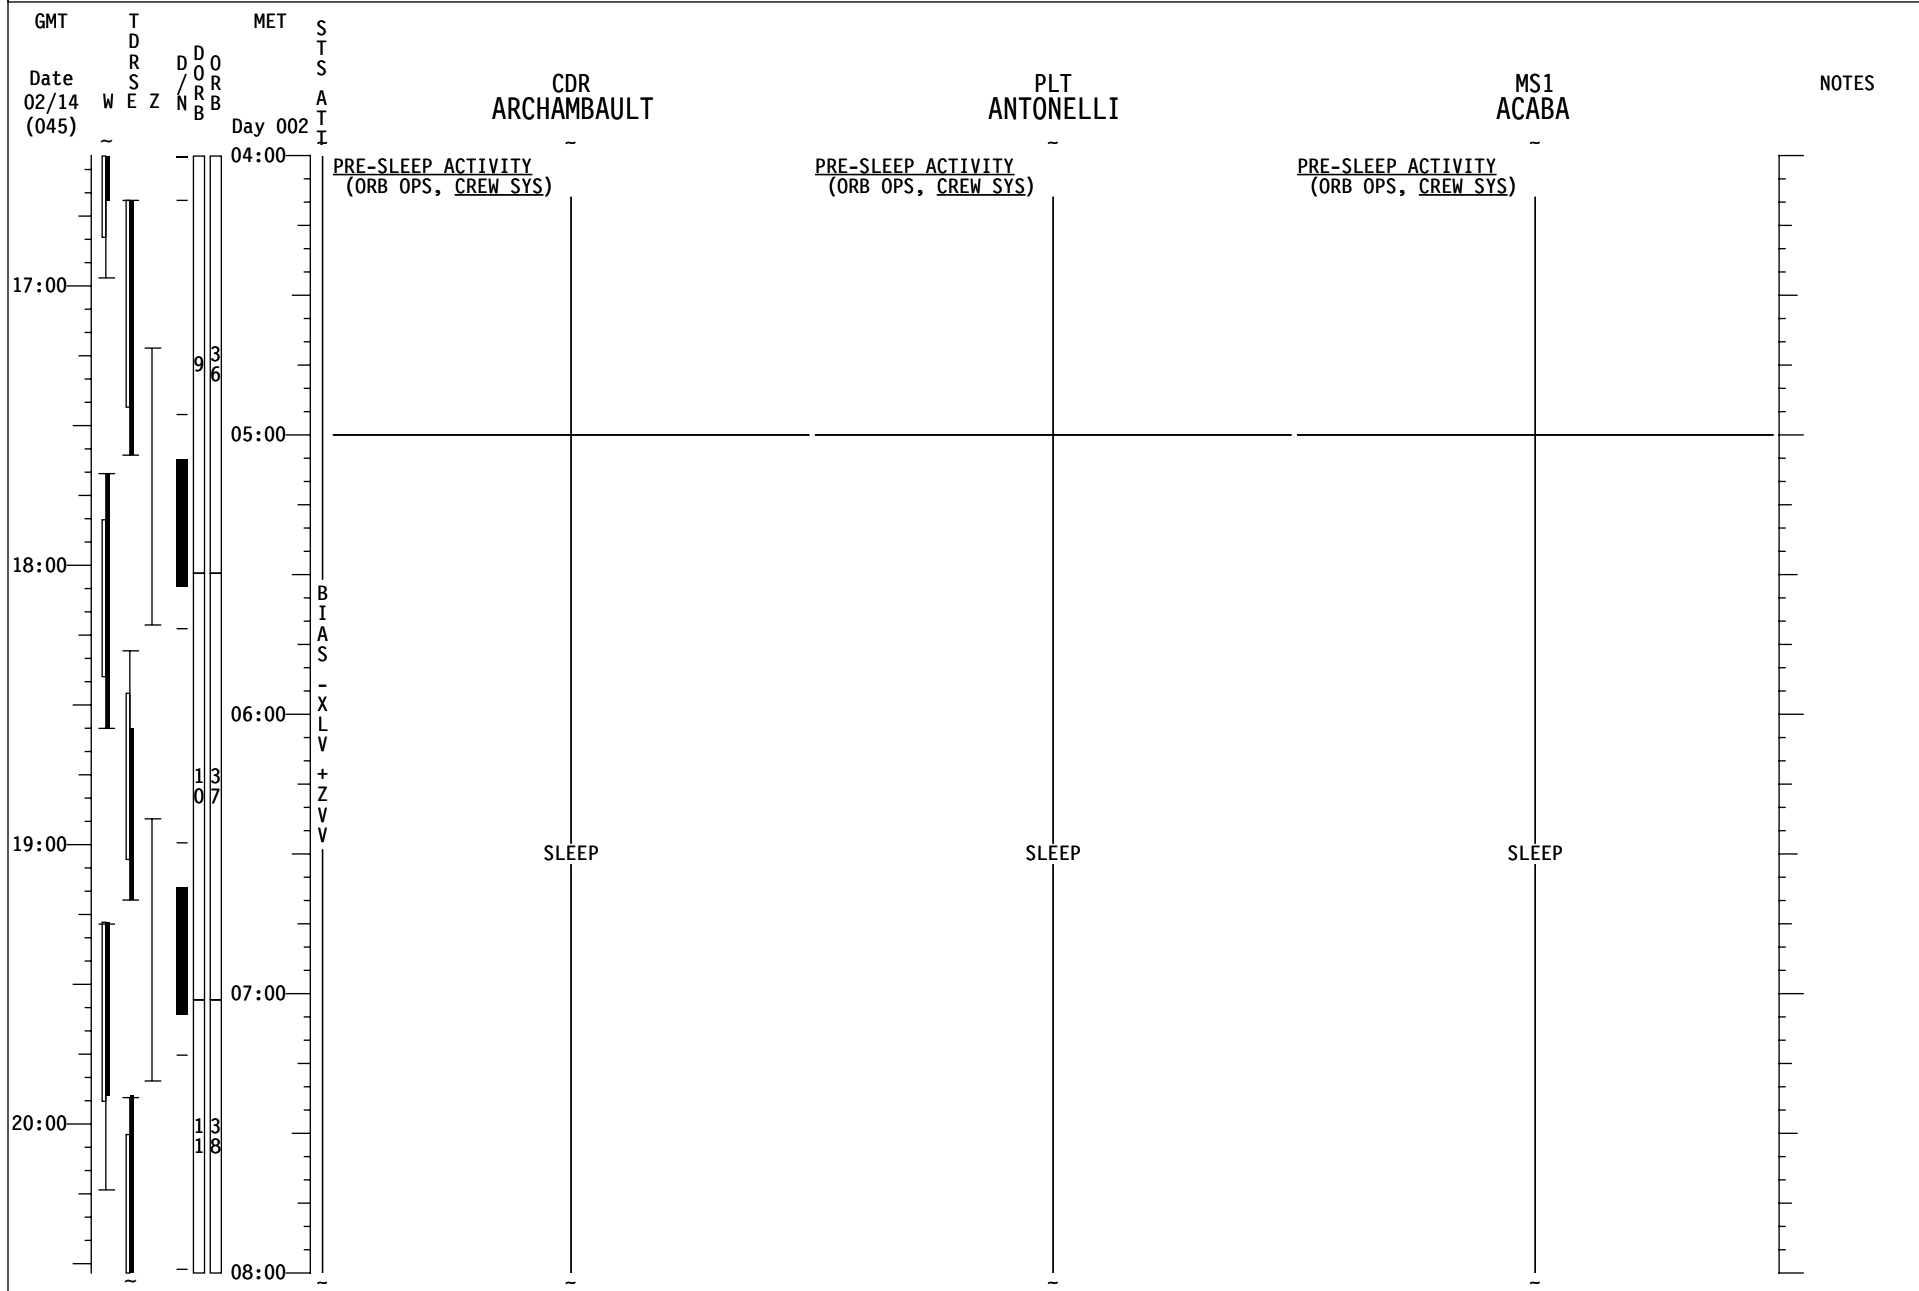 GMT
TDRS
MET
STS ATT
D/N
DORB
ORB
Date
02/14
(045)
W E Z
Day 002
CDR
ARCHAMBAULT
PLT
ANTONELLI
MS1
ACABA
NOTES
~ ~ ~ ~
04:00
PRE-SLEEP ACTIVITY
(ORB OPS, CREW SYS)
PRE-SLEEP ACTIVITY
(ORB OPS, CREW SYS)
PRE-SLEEP ACTIVITY
(ORB OPS, CREW SYS)
17:00
9 36
05:00
18:00
BIAS -XLV +ZVV
06:00
10 37
19:00
SLEEP SLEEP SLEEP
07:00
20:00
11 38
08:00
~ ~ ~ ~ ~